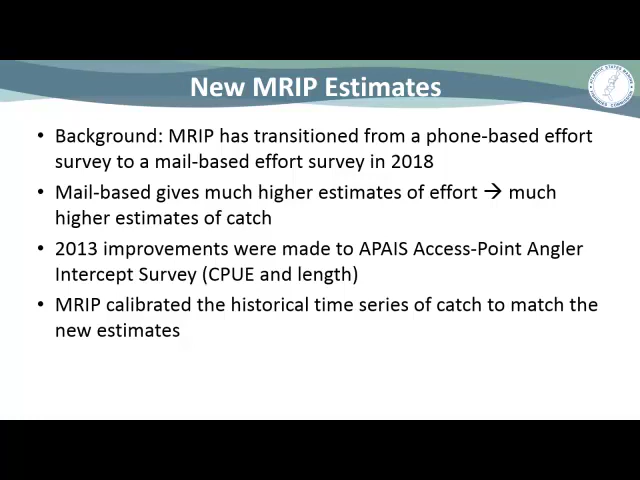 New MRIP Estimates
• Background: MRIP has transitioned from a phone-based effort
survey to a mail-based effort survey in 2018
• Mail-based gives much higher estimates of effort → much
higher estimates of catch
• 2013 improvements were made to APAIS Access-Point Angler
Intercept Survey (CPUE and length)
• MRIP calibrated the historical time series of catch to match the
new estimates